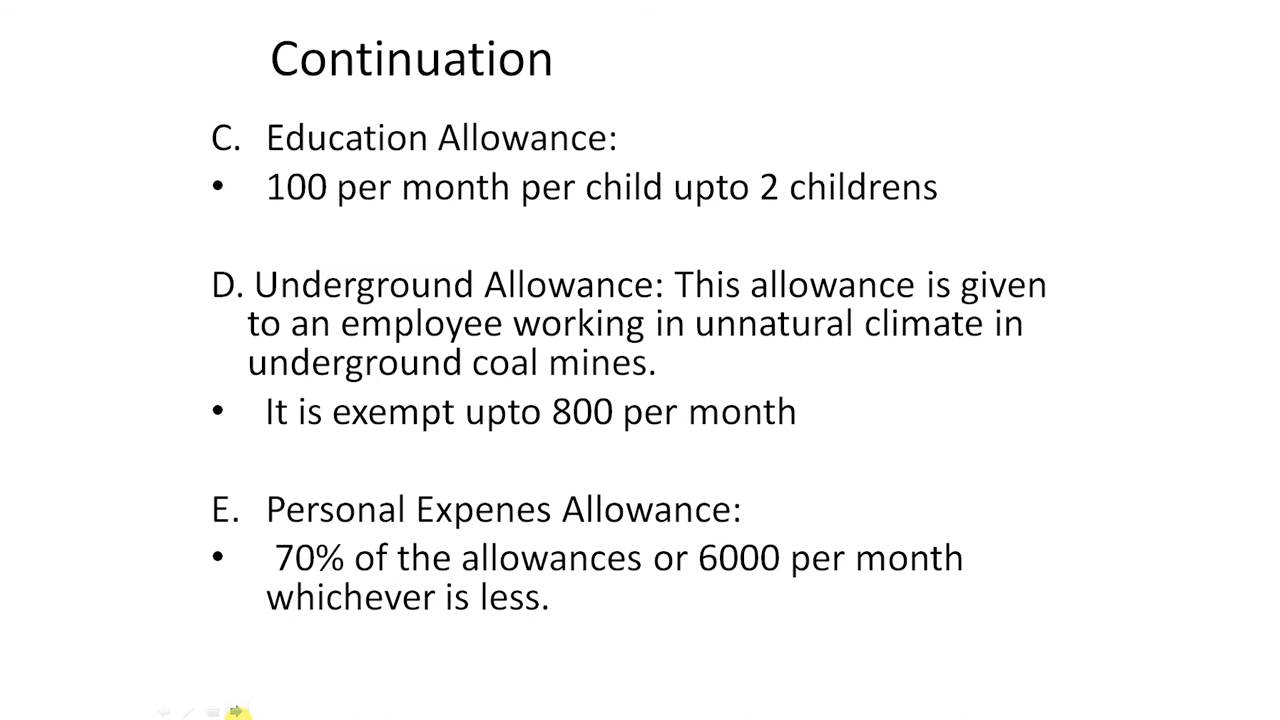 Continuation
C. Education Allowance:
• 100 per month per child upto 2 childrens
D. Underground Allowance: This allowance is given
to an employee working in unnatural climate in
underground coal mines.
• It is exempt upto 800 per month
E. Personal Expenes Allowance:
• 70% of the allowances or 6000 per month
whichever is less.